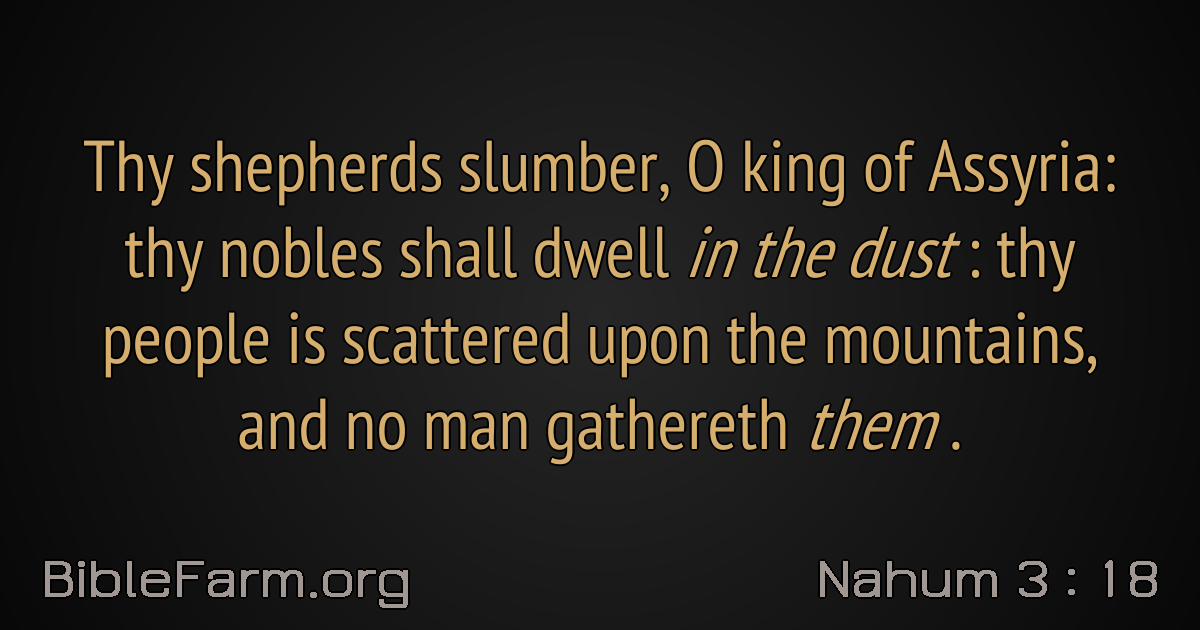 Thy shepherds slumber, O king of Assyria:
thy nobles shall dwell in the dust : thy
people is scattered upon the mountains,
and no man gathereth them .
BibleFarm.org
Nahum 3 : 18